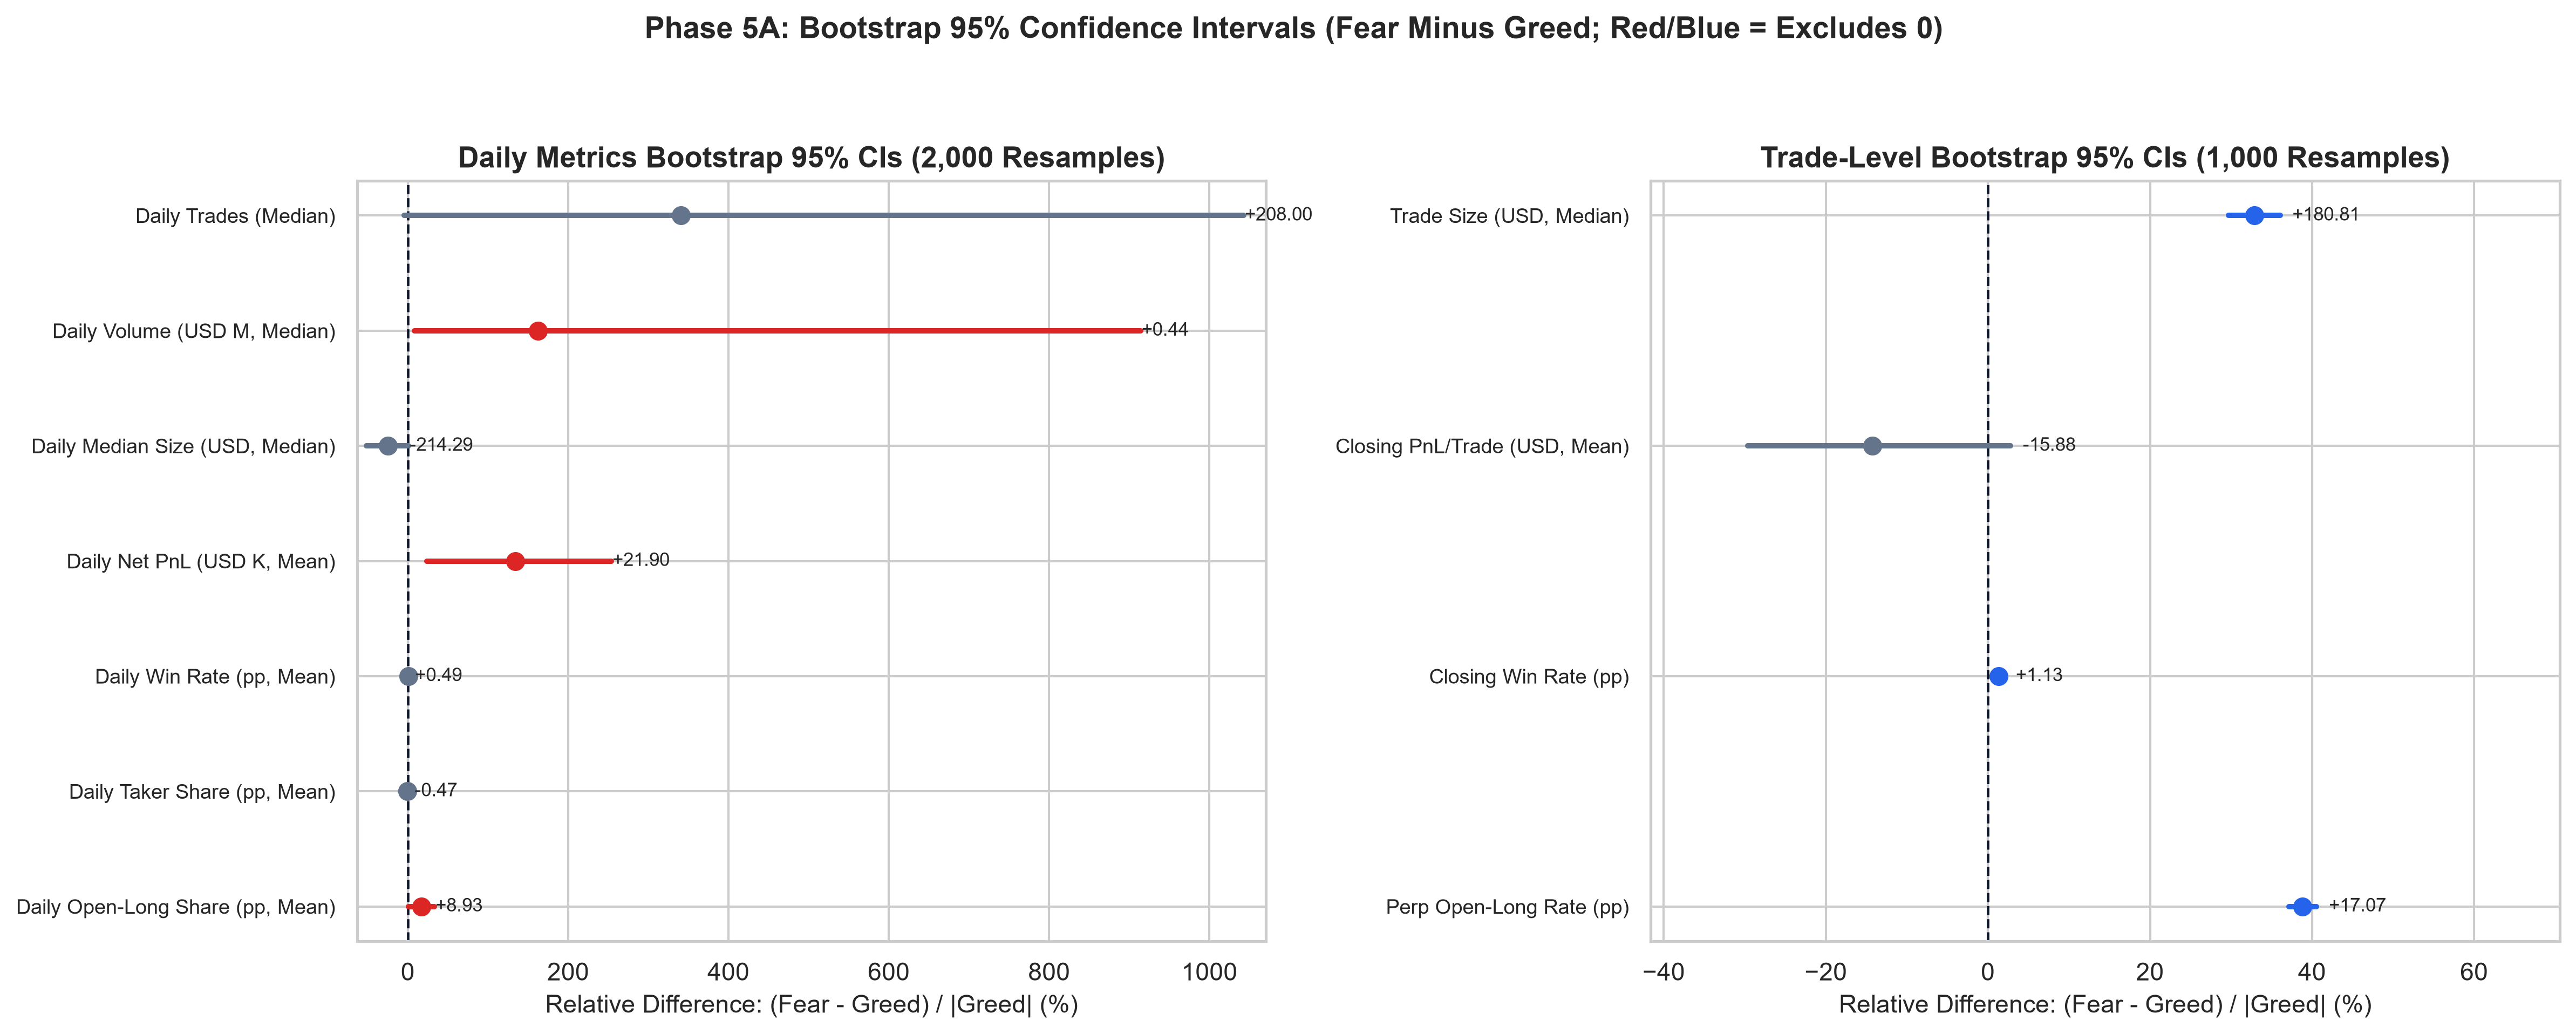 Phase 5A: Bootstrap 95% Confidence Intervals (Fear Minus Greed; Red/Blue = Excludes 0)
Daily Metrics Bootstrap 95% CIs (2,000 Resamples)
Daily Trades (Median)
+208.00
Daily Volume (USD M, Median)
+0.44
Daily Median Size (USD, Median)
-214.29
Daily Net PnL (USD K, Mean)
+21.90
Daily Win Rate (pp, Mean)
+0.49
Daily Taker Share (pp, Mean)
-0.47
Daily Open-Long Share (pp, Mean)
+8.93
0 200 400 600 800 1000
Relative Difference: (Fear - Greed) / |Greed| (%)
Trade-Level Bootstrap 95% CIs (1,000 Resamples)
Trade Size (USD, Median)
+180.81
Closing PnL/Trade (USD, Mean)
-15.88
Closing Win Rate (pp)
+1.13
Perp Open-Long Rate (pp)
+17.07
−40 −20 0 20 40 60
Relative Difference: (Fear - Greed) / |Greed| (%)